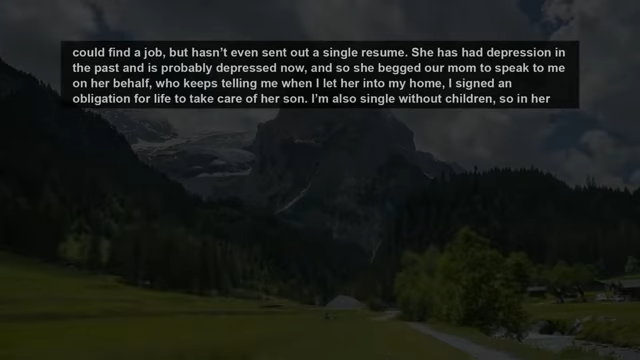 could find a job, but hasn’t even sent out a single resume. She has had depression in
the past and is probably depressed now, and so she begged our mom to speak to me
on her behalf, who keeps telling me when I let her into my home, I signed an
obligation for life to take care of her son. I’m also single without children, so in her